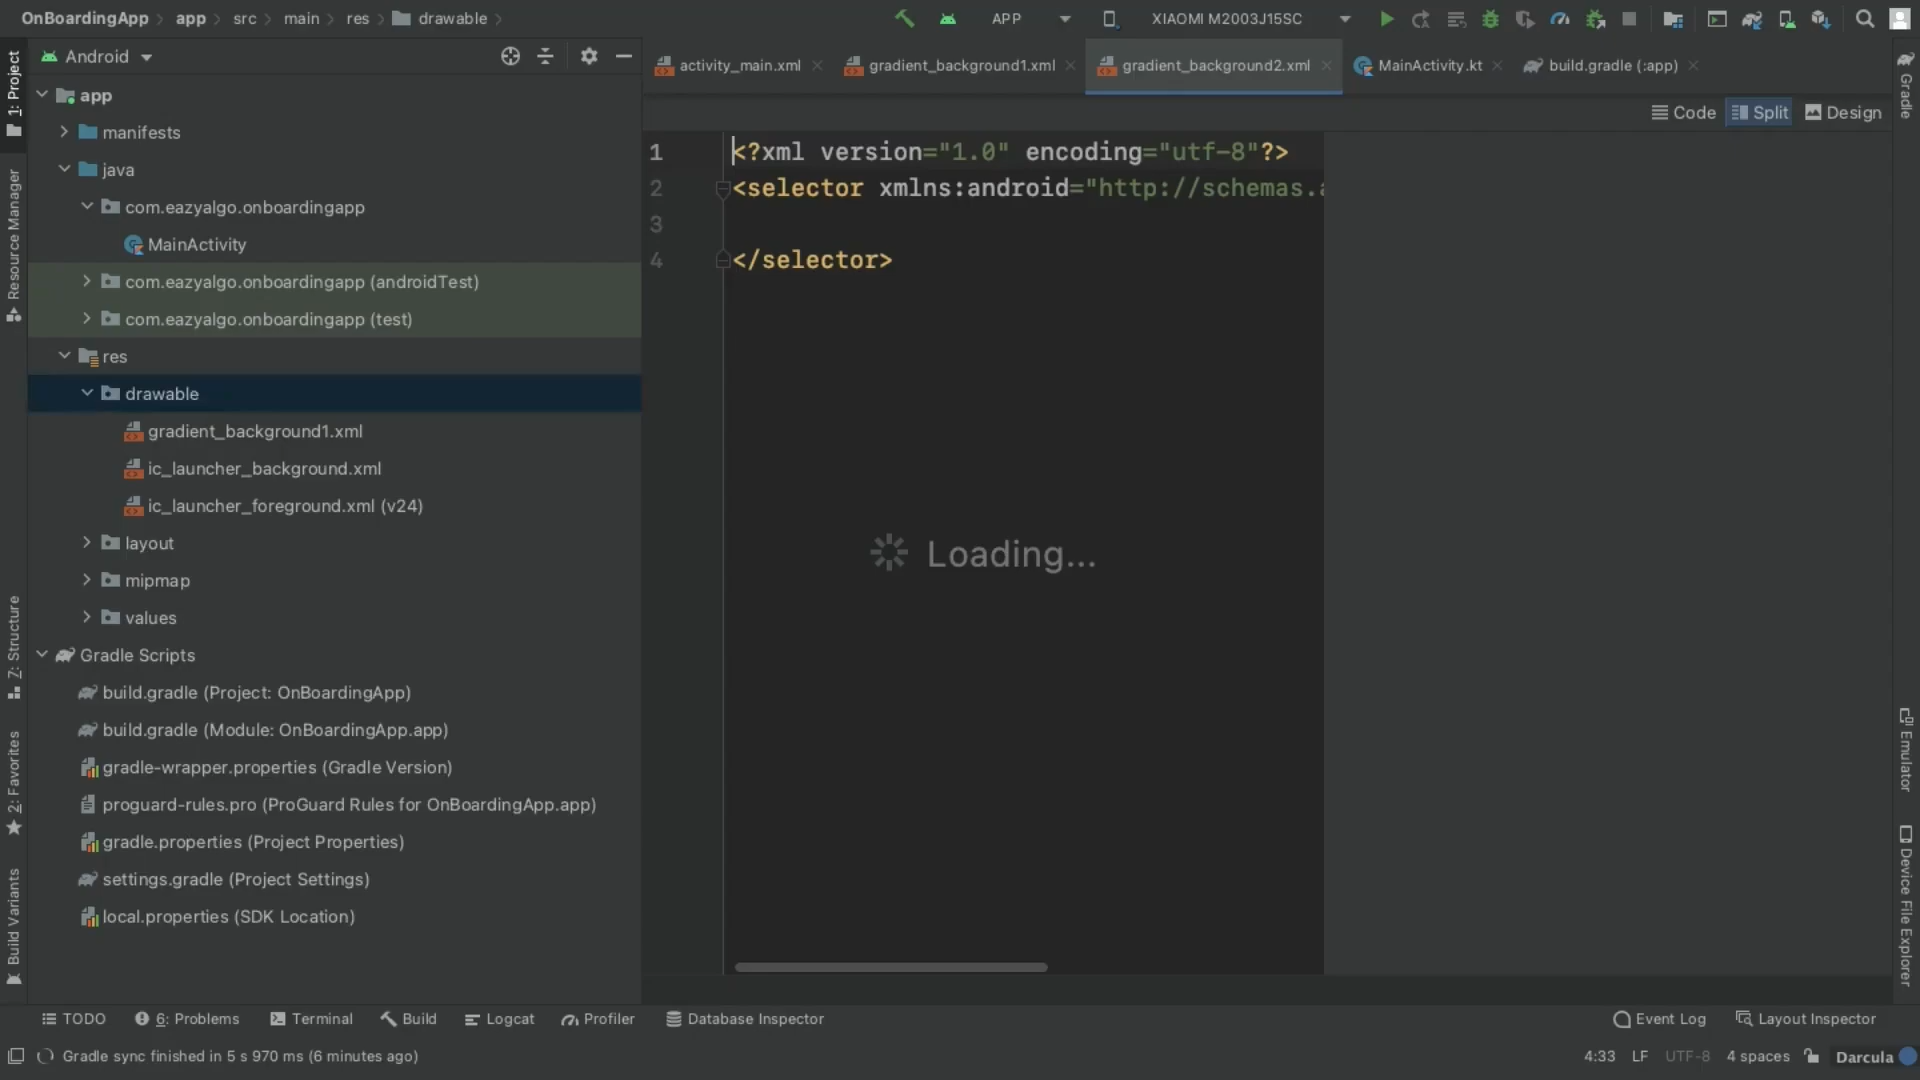 OnBoardingApp app src main res drawable
APP
XIAOMI M2003J15SC
Android
activity_main.xml
gradient_background1.xml
gradient_background2.xml
MainActivity.kt
build.gradle (:app)
Code
Split
Design
1: Project
Resource Manager
Z: Structure
2: Favorites
Build Variants
app
manifests
java
com.eazyalgo.onboardingapp
MainActivity
com.eazyalgo.onboardingapp (androidTest)
com.eazyalgo.onboardingapp (test)
res
drawable
gradient_background1.xml
ic_launcher_background.xml
ic_launcher_foreground.xml (v24)
layout
mipmap
values
Gradle Scripts
build.gradle (Project: OnBoardingApp)
build.gradle (Module: OnBoardingApp.app)
gradle-wrapper.properties (Gradle Version)
proguard-rules.pro (ProGuard Rules for OnBoardingApp.app)
gradle.properties (Project Properties)
settings.gradle (Project Settings)
local.properties (SDK Location)
1 <?xml version="1.0" encoding="utf-8"?>
2 <selector xmlns:android="http://schemas.
3
4 </selector>
Loading...
Gradle
Emulator
Device File Explorer
TODO
6: Problems
Terminal
Build
Logcat
Profiler
Database Inspector
Event Log
Layout Inspector
Gradle sync finished in 5 s 970 ms (6 minutes ago)
4:33 LF UTF-8 4 spaces Darcula